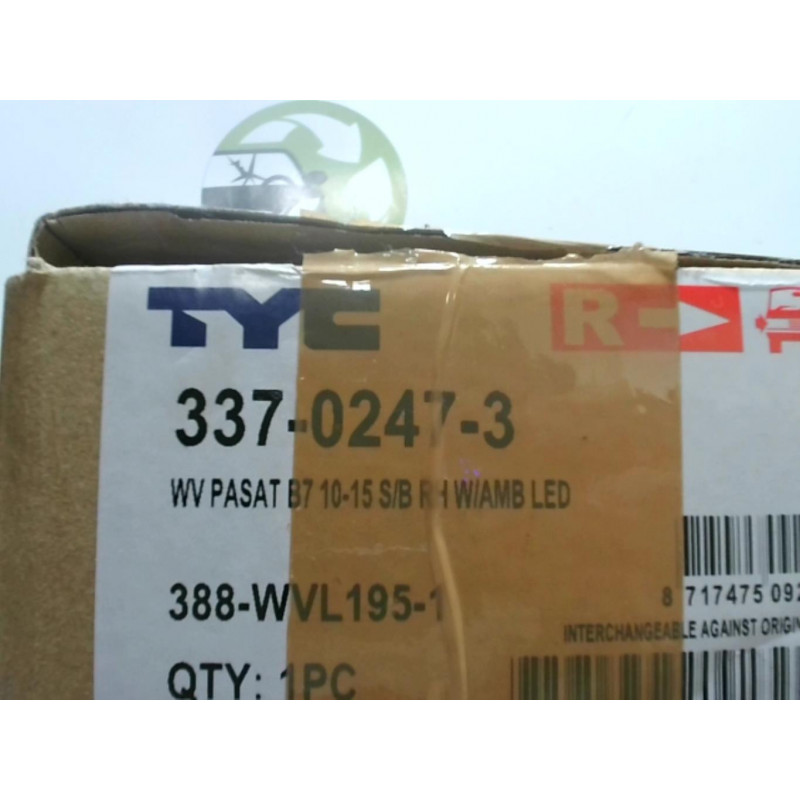 TYC
R
337-0247-3
WV PASAT B7 10-15 S/B RH W/AMB LED
388-WVL195-1
8 717475 092
INTERCHANGEABLE AGAINST ORIGIN
QTY: 1PC